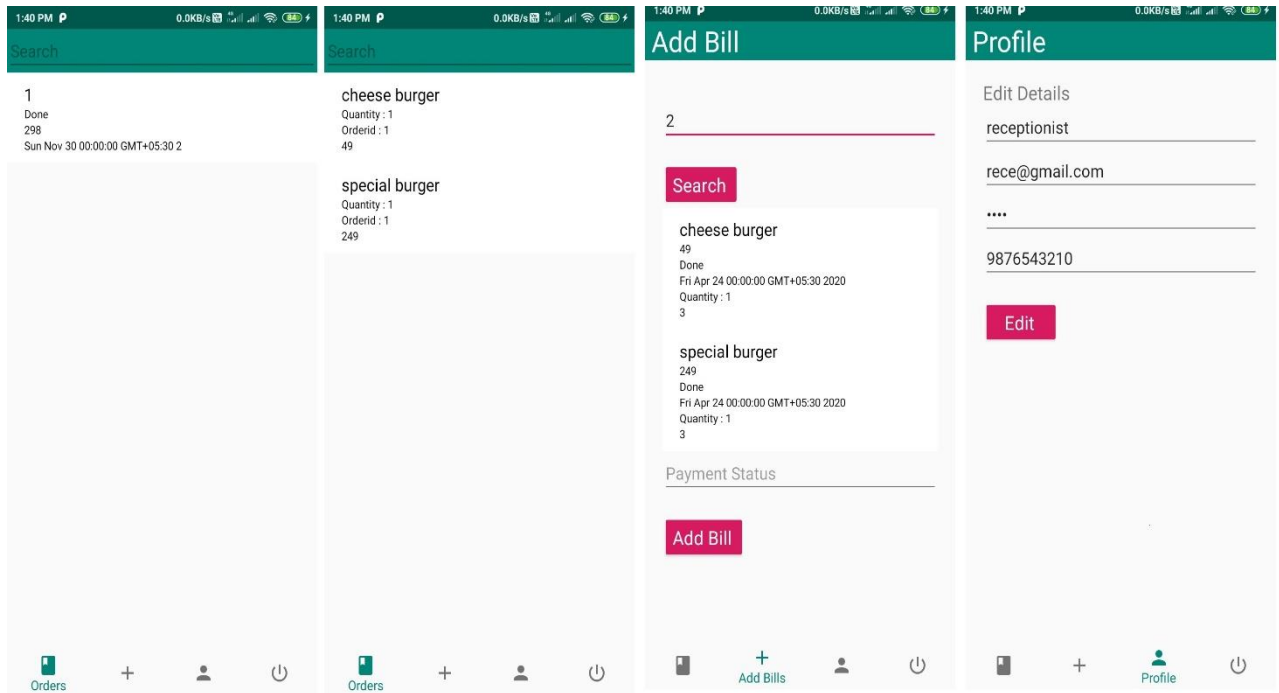 1:40 PM P 0.0KB/s 4G 84
Search
1
Done
298
Sun Nov 30 00:00:00 GMT+05:30 2
Orders
1:40 PM P 0.0KB/s 4G 84
Search
cheese burger
Quantity : 1
Orderid : 1
49
special burger
Quantity : 1
Orderid : 1
249
Orders
1:40 PM P 0.0KB/s 84
Add Bill
2
Search
cheese burger
49
Done
Fri Apr 24 00:00:00 GMT+05:30 2020
Quantity : 1
3
special burger
249
Done
Fri Apr 24 00:00:00 GMT+05:30 2020
Quantity : 1
3
Payment Status
Add Bill
Add Bills
1:40 PM P 0.0KB/s 84
Profile
Edit Details
receptionist
rece@gmail.com
••••
9876543210
Edit
Profile